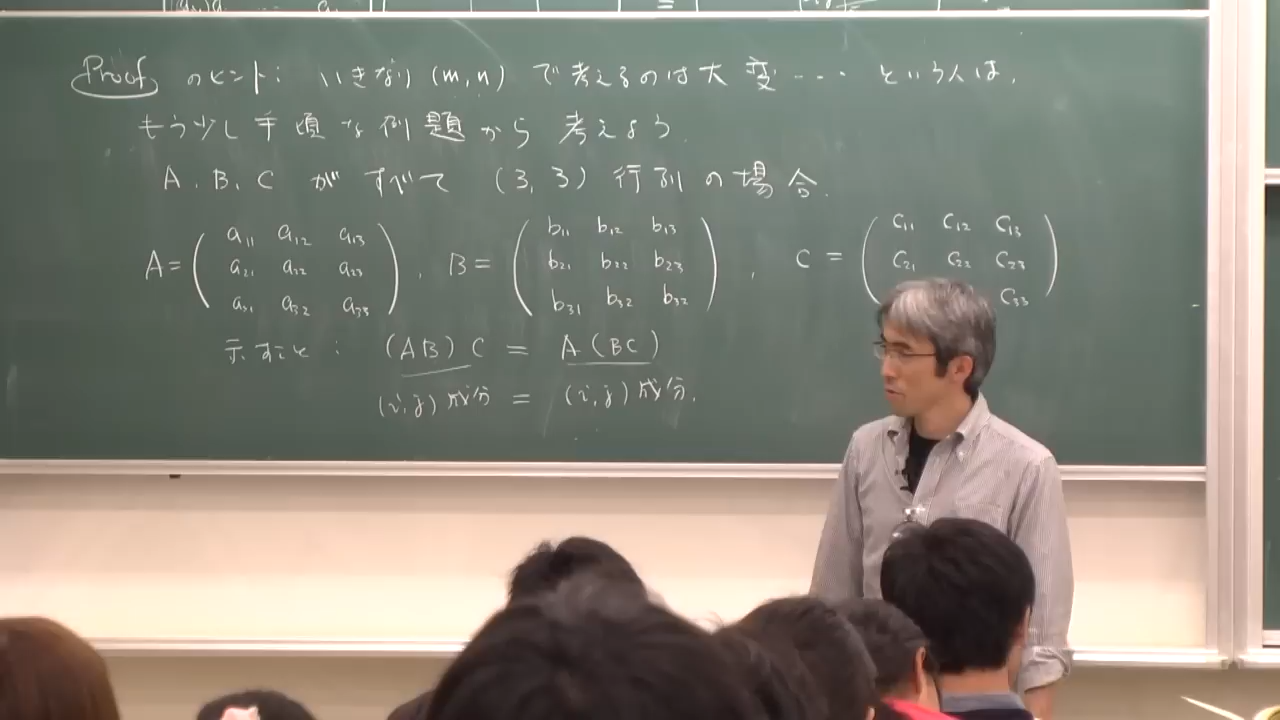 Proof のヒント: いきなり (m,n) で考えるのは大変・・・ という人は,
もう少し手頃な例題から 考えよう.
A, B, C がすべて (3, 3) 行列の場合.
A = ( a11 a12 a13 , B = ( b11 b12 b13 , C = ( c11 c12 c13
a21 a22 a23 b21 b22 b23 c21 c22 c23
a31 a32 a33 ) b31 b32 b32 ) c33 )
示すこと : (AB) C = A (BC)
(i,j) 成分 = (i,j) 成分.